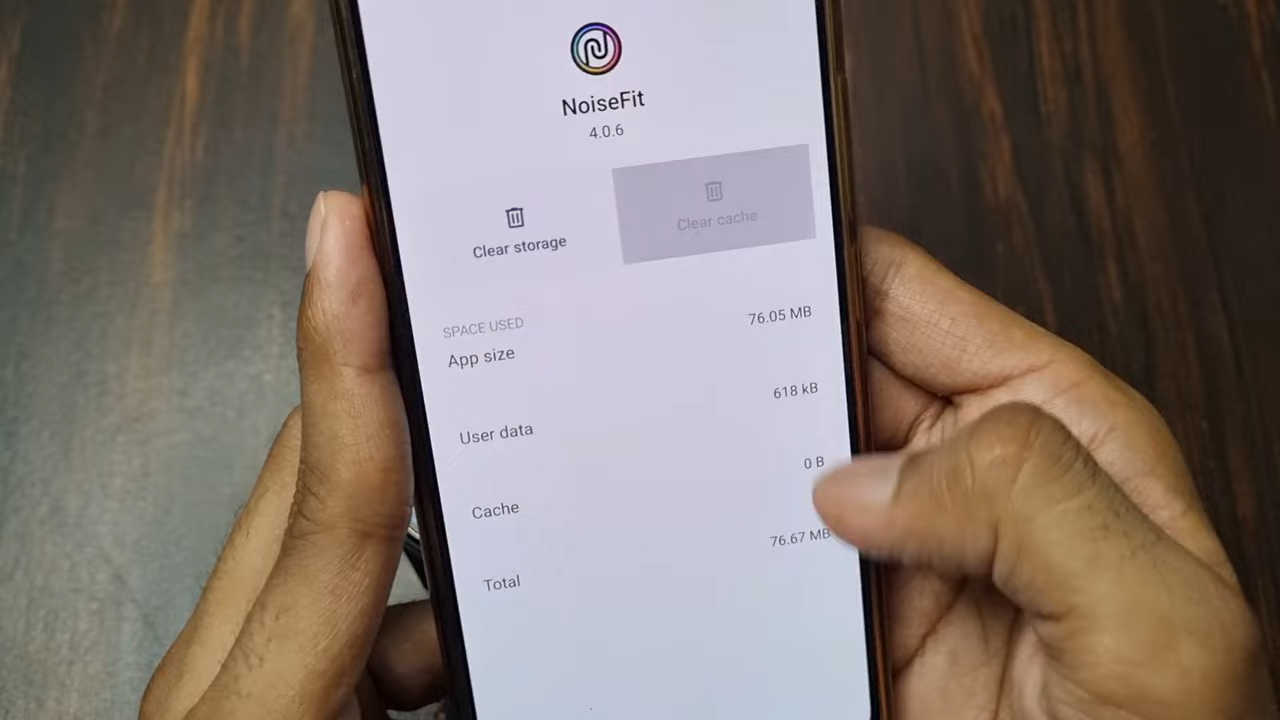 NoiseFit
4.0.6
Clear storage
Clear cache
SPACE USED
App size
76.05 MB
User data
618 kB
Cache
0 B
Total
76.67 MB